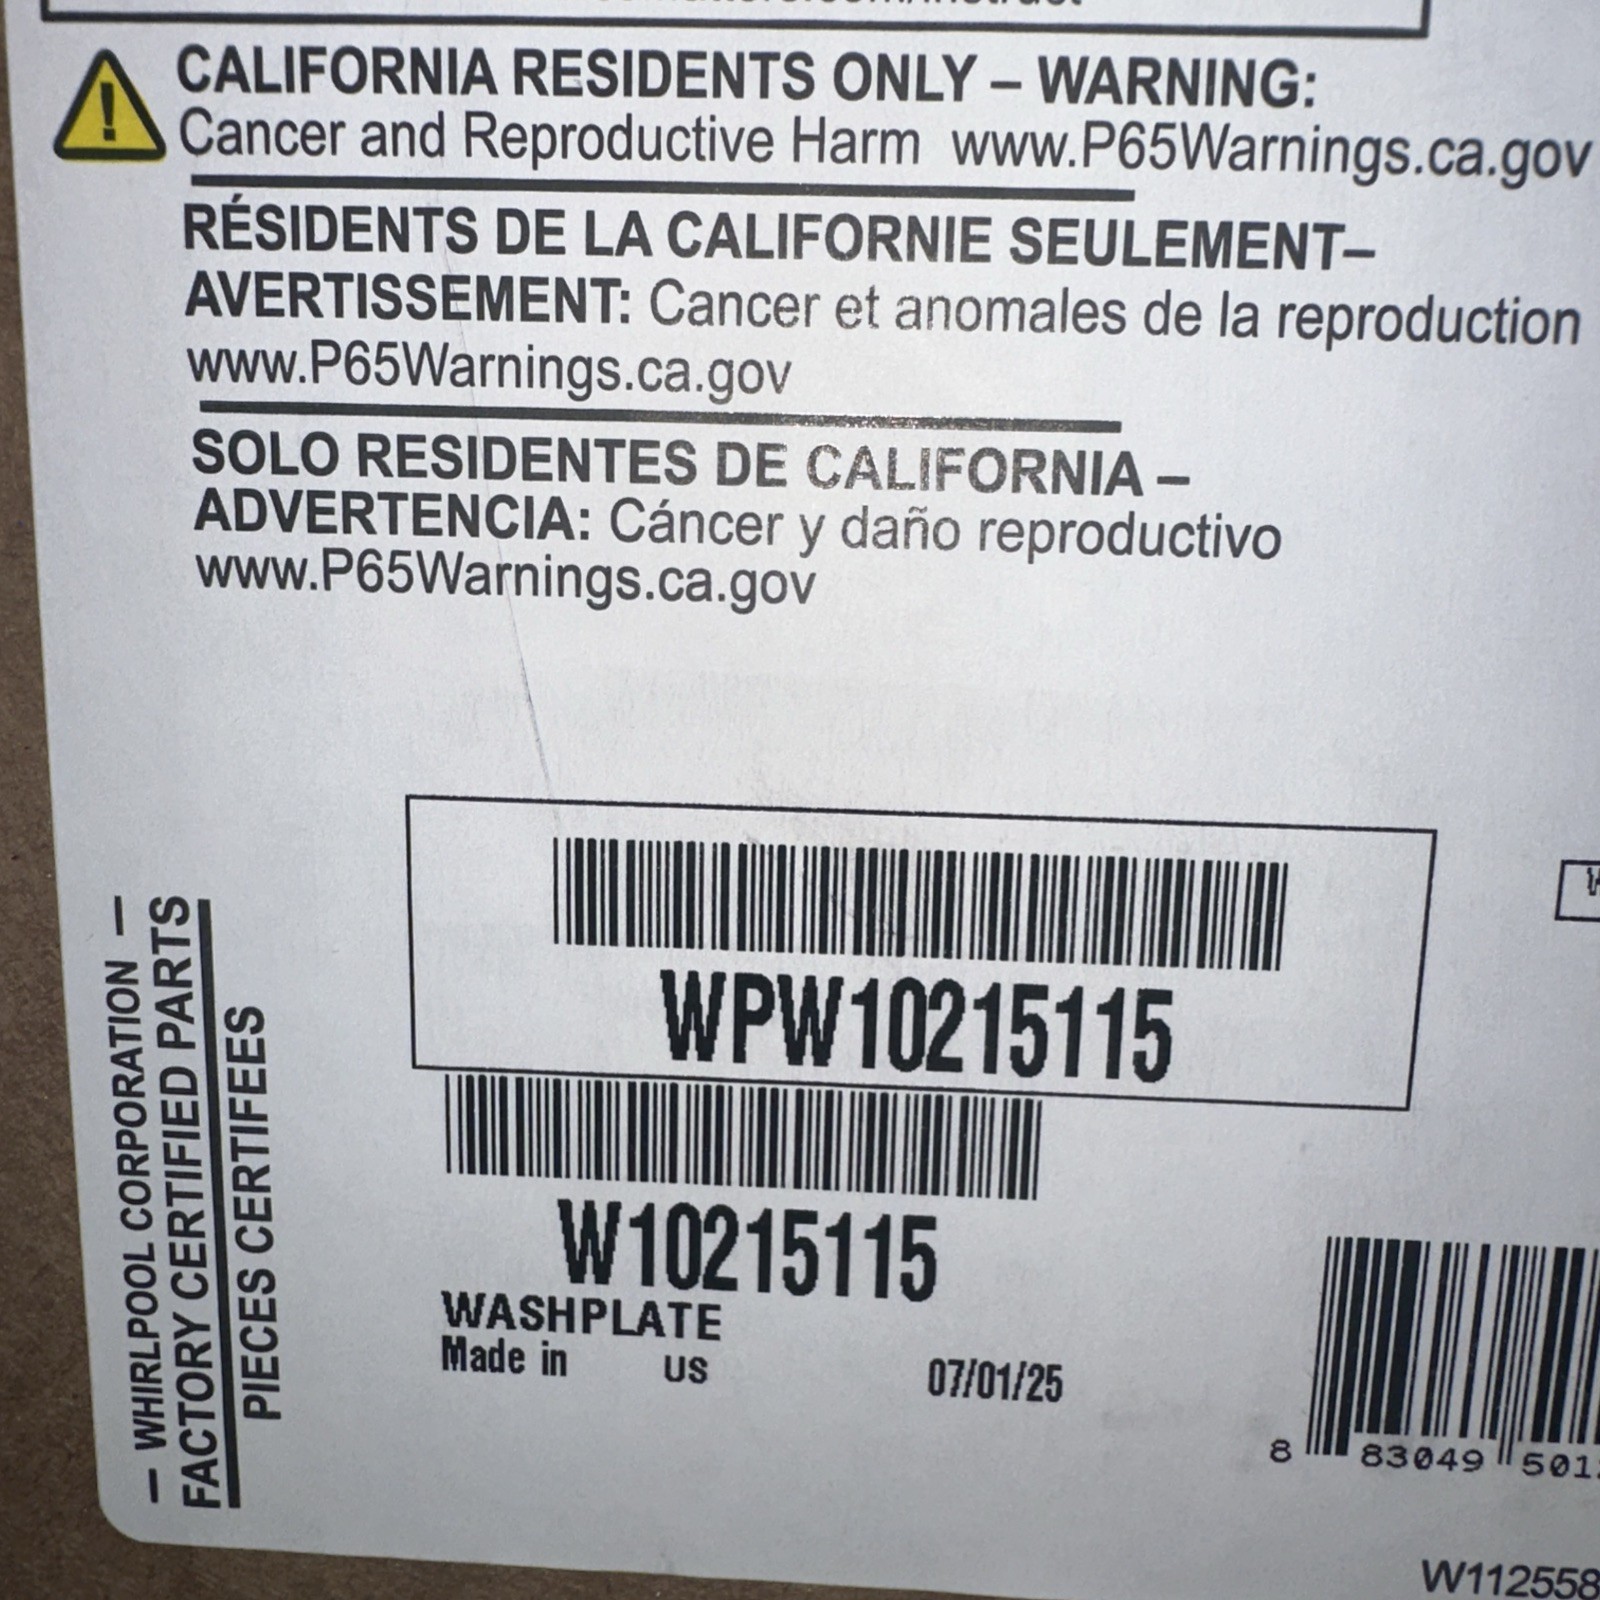 CALIFORNIA RESIDENTS ONLY – WARNING:
Cancer and Reproductive Harm www.P65Warnings.ca.gov
RÉSIDENTS DE LA CALIFORNIE SEULEMENT–
AVERTISSEMENT: Cancer et anomales de la reproduction
www.P65Warnings.ca.gov
SOLO RESIDENTES DE CALIFORNIA –
ADVERTENCIA: Cáncer y daño reproductivo
www.P65Warnings.ca.gov
— WHIRLPOOL CORPORATION —
FACTORY CERTIFIED PARTS
PIECES CERTIFEES
WPW10215115
W10215115
WASHPLATE
Made in US 07/01/25
8 83049 501
W112558